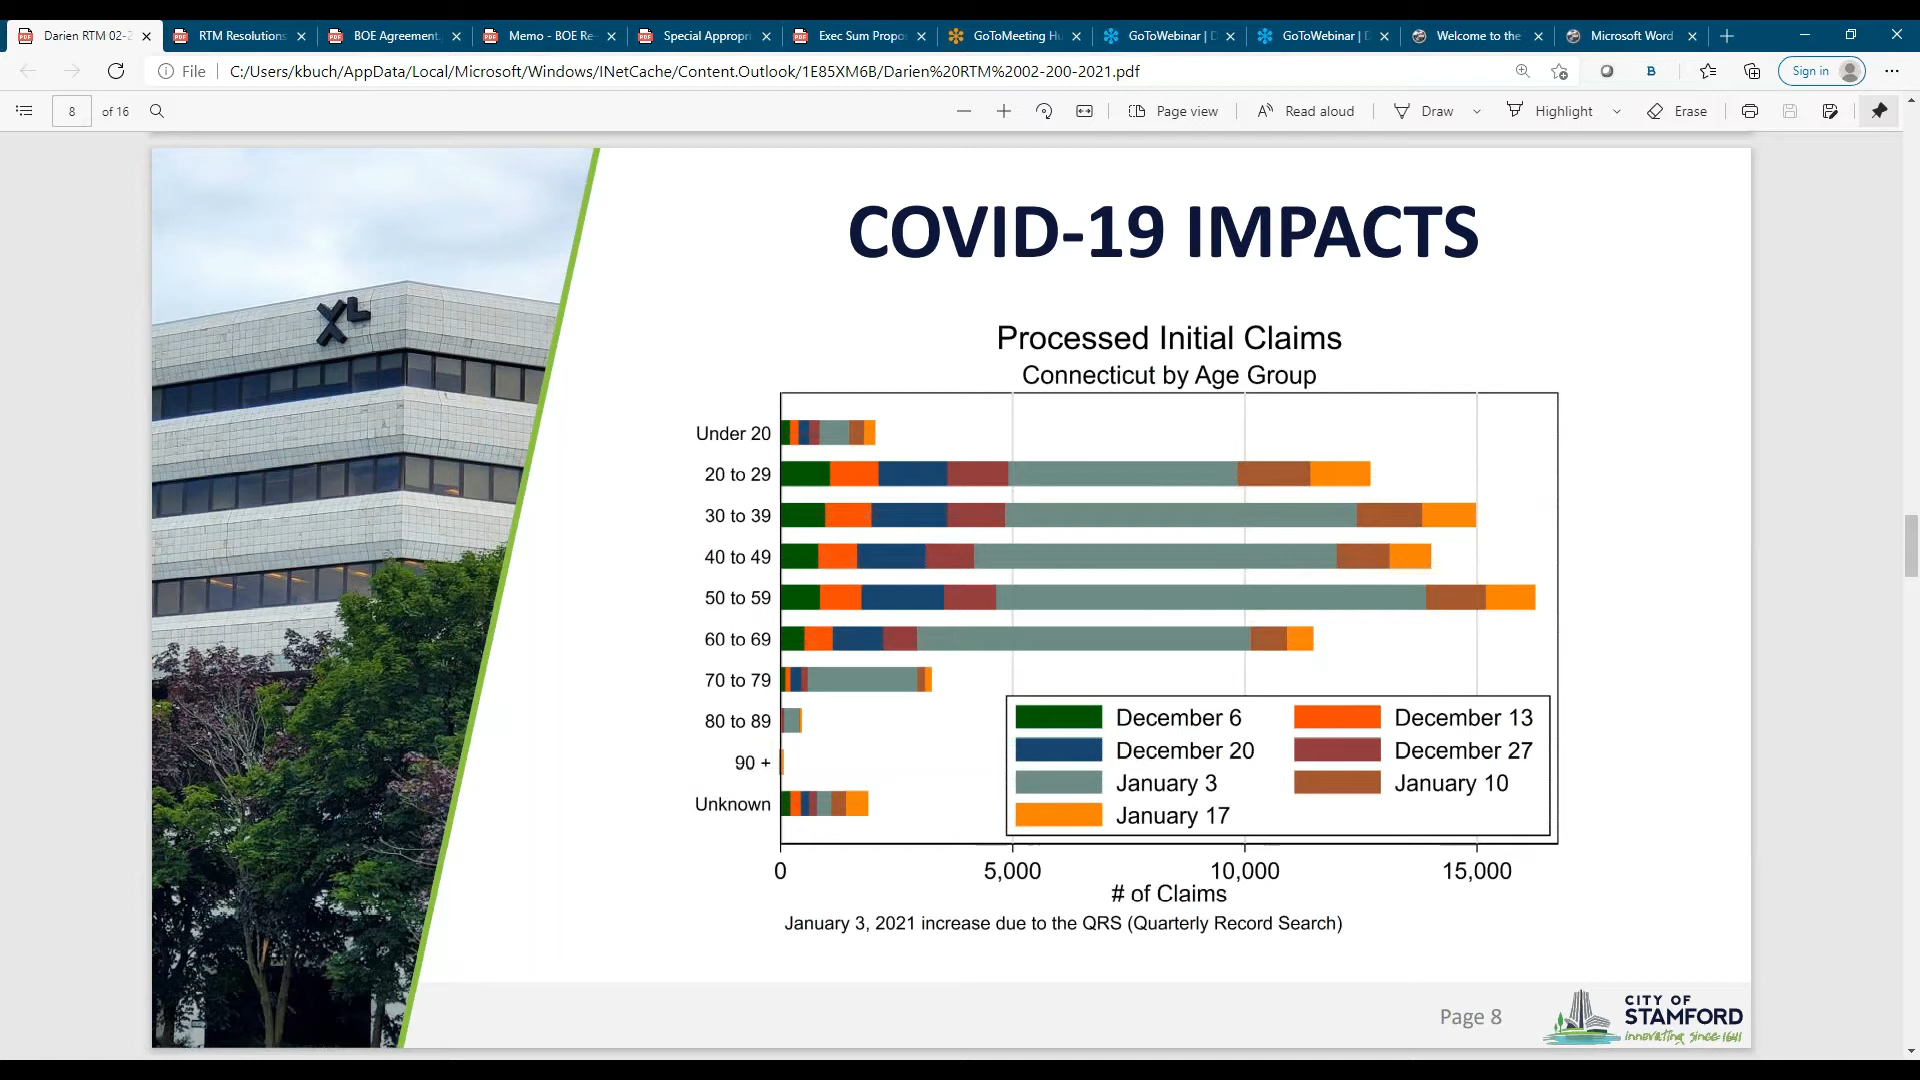 Darien RTM 02-2
RTM Resolutions
BOE Agreement
Memo - BOE Re
Special Appropri
Exec Sum Propo
GoToMeeting Hu
GoToWebinar | D
GoToWebinar | D
Welcome to the
Microsoft Word
File
C:/Users/kbuch/AppData/Local/Microsoft/Windows/INetCache/Content.Outlook/1E85XM6B/Darien%20RTM%2002-200-2021.pdf
Sign in
8 of 16
Page view
Read aloud
Draw
Highlight
Erase
XL
COVID-19 IMPACTS
Processed Initial Claims
Connecticut by Age Group
Under 20
20 to 29
30 to 39
40 to 49
50 to 59
60 to 69
70 to 79
80 to 89
90 +
Unknown
December 6
December 13
December 20
December 27
January 3
January 10
January 17
0 5,000 10,000 15,000
# of Claims
January 3, 2021 increase due to the QRS (Quarterly Record Search)
Page 8
CITY OF
STAMFORD
innovating since 1641